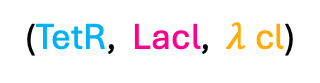 (TetR, LacI, λ cI)